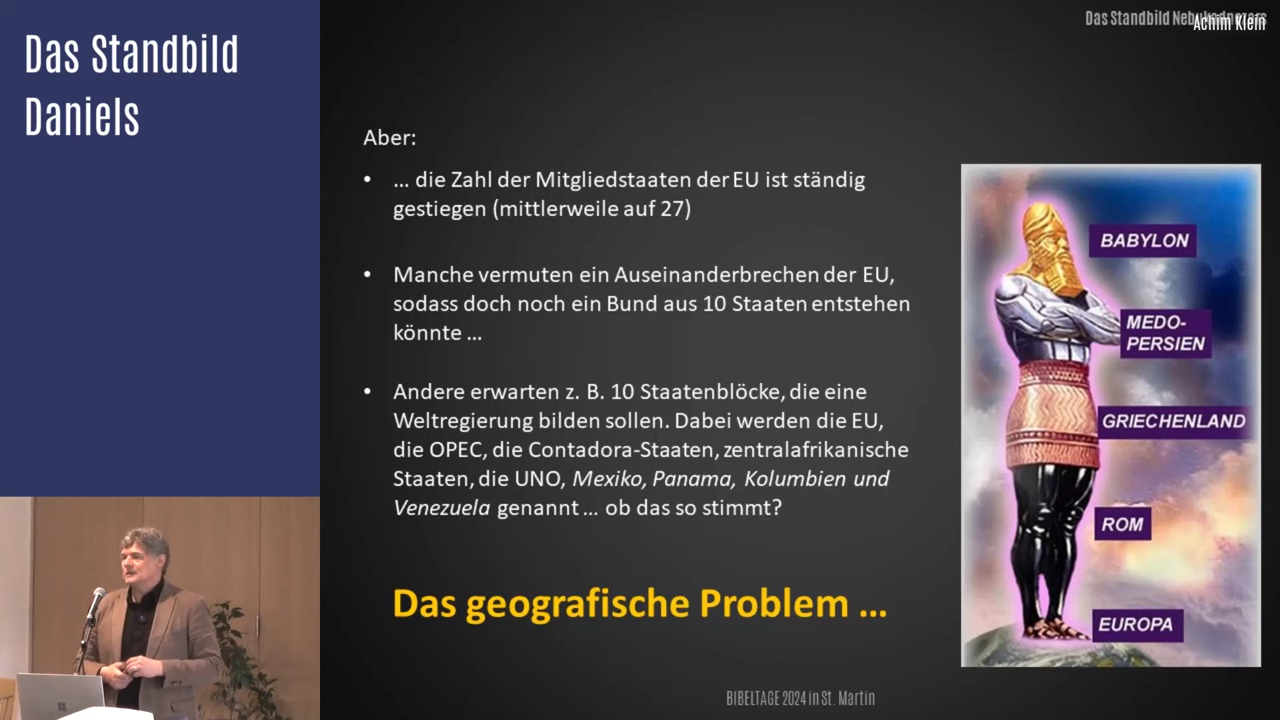 Das Standbild
Daniels
Das Standbild Nebukadnezars
Achim Klein
Aber:
• … die Zahl der Mitgliedstaaten der EU ist ständig
gestiegen (mittlerweile auf 27)
• Manche vermuten ein Auseinanderbrechen der EU,
sodass doch noch ein Bund aus 10 Staaten entstehen
könnte …
• Andere erwarten z. B. 10 Staatenblöcke, die eine
Weltregierung bilden sollen. Dabei werden die EU,
die OPEC, die Contadora-Staaten, zentralafrikanische
Staaten, die UNO, Mexiko, Panama, Kolumbien und
Venezuela genannt … ob das so stimmt?
Das geografische Problem …
BABYLON
MEDO-
PERSIEN
GRIECHENLAND
ROM
EUROPA
BIBELTAGE 2024 in St. Martin